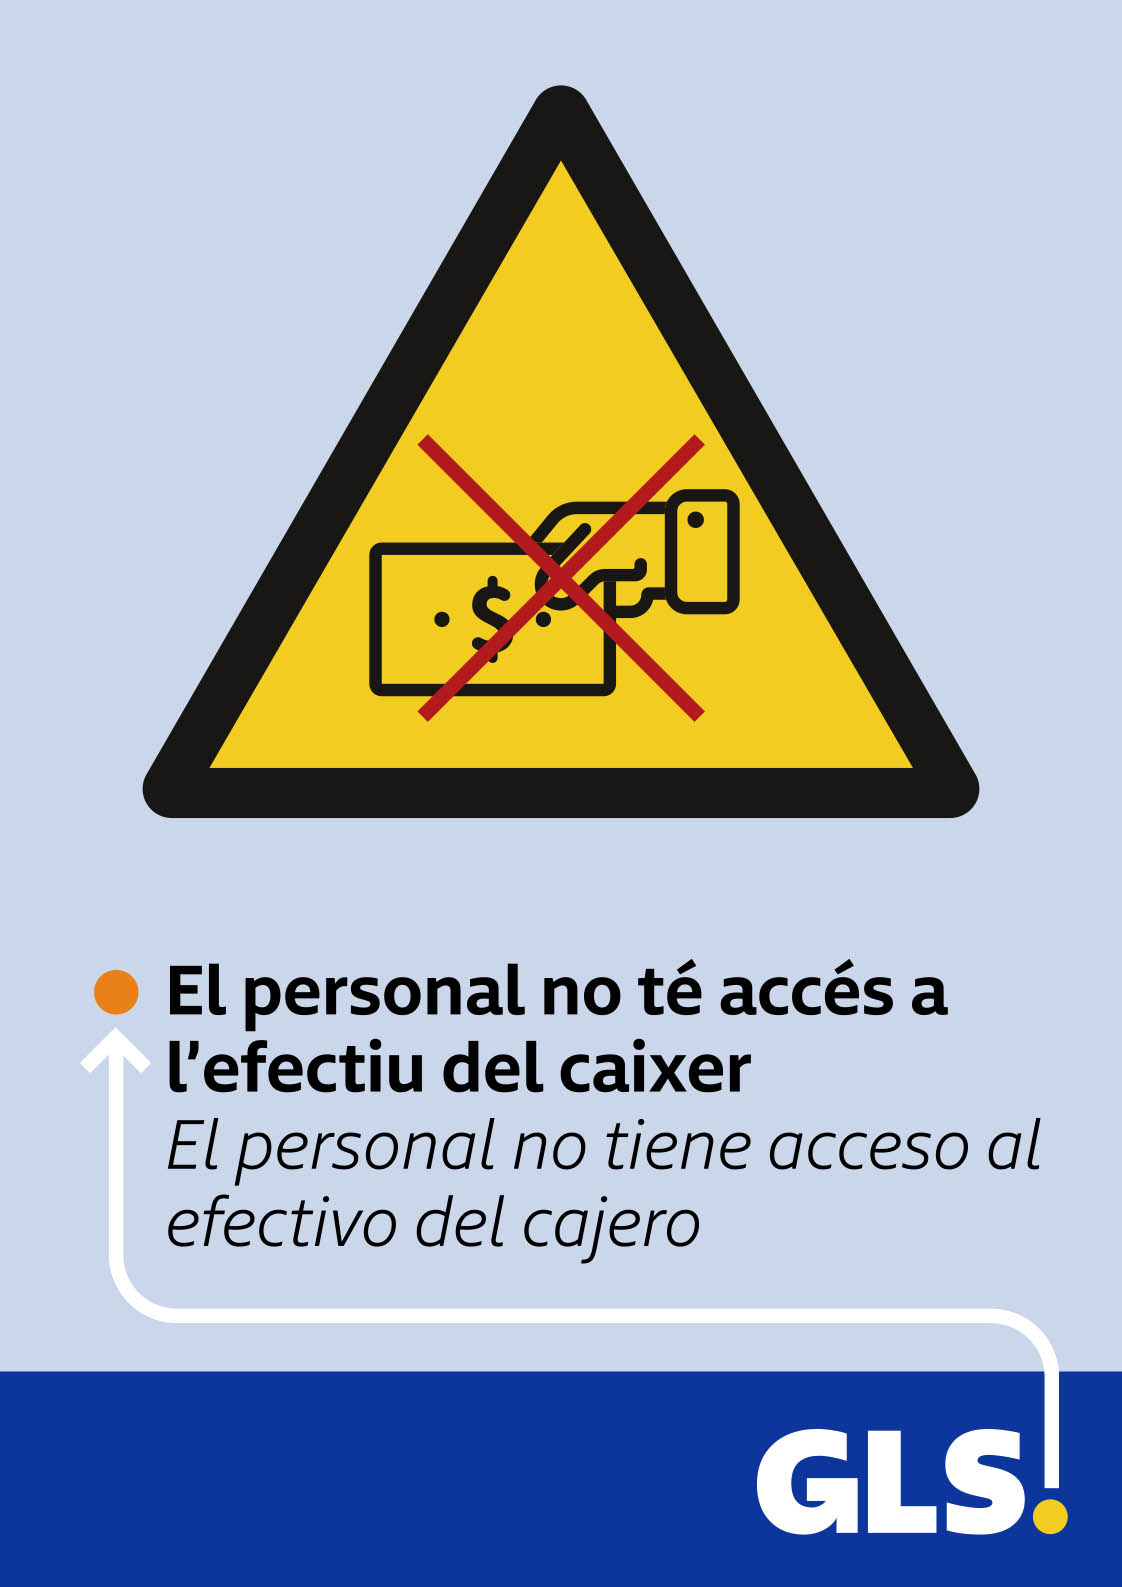 $
El personal no té accés a
l’efectiu del caixer
El personal no tiene acceso al
efectivo del cajero
GLS.